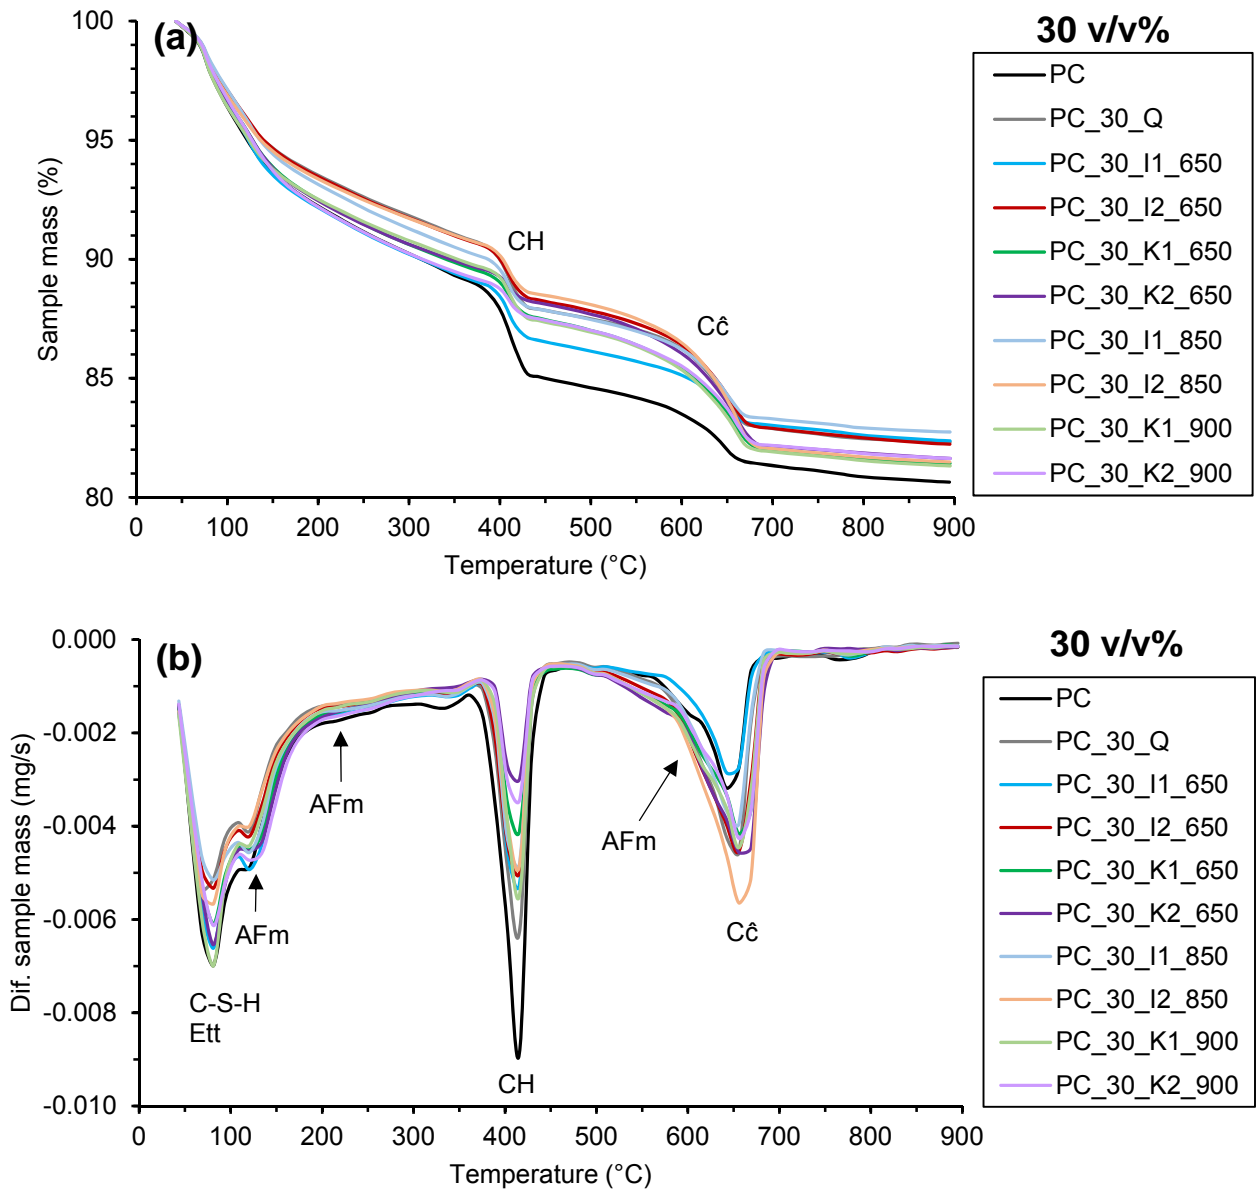 (a)
30 v/v%
100
95
90
85
80
Sample mass (%)
CH
Cĉ
0 100 200 300 400 500 600 700 800 900
Temperature (°C)
PC
PC_30_Q
PC_30_I1_650
PC_30_I2_650
PC_30_K1_650
PC_30_K2_650
PC_30_I1_850
PC_30_I2_850
PC_30_K1_900
PC_30_K2_900
(b)
30 v/v%
0.000
-0.002
-0.004
-0.006
-0.008
-0.010
Dif. sample mass (mg/s)
AFm
AFm
AFm
C-S-H
Ett
CH
Cĉ
0 100 200 300 400 500 600 700 800 900
Temperature (°C)
PC
PC_30_Q
PC_30_I1_650
PC_30_I2_650
PC_30_K1_650
PC_30_K2_650
PC_30_I1_850
PC_30_I2_850
PC_30_K1_900
PC_30_K2_900